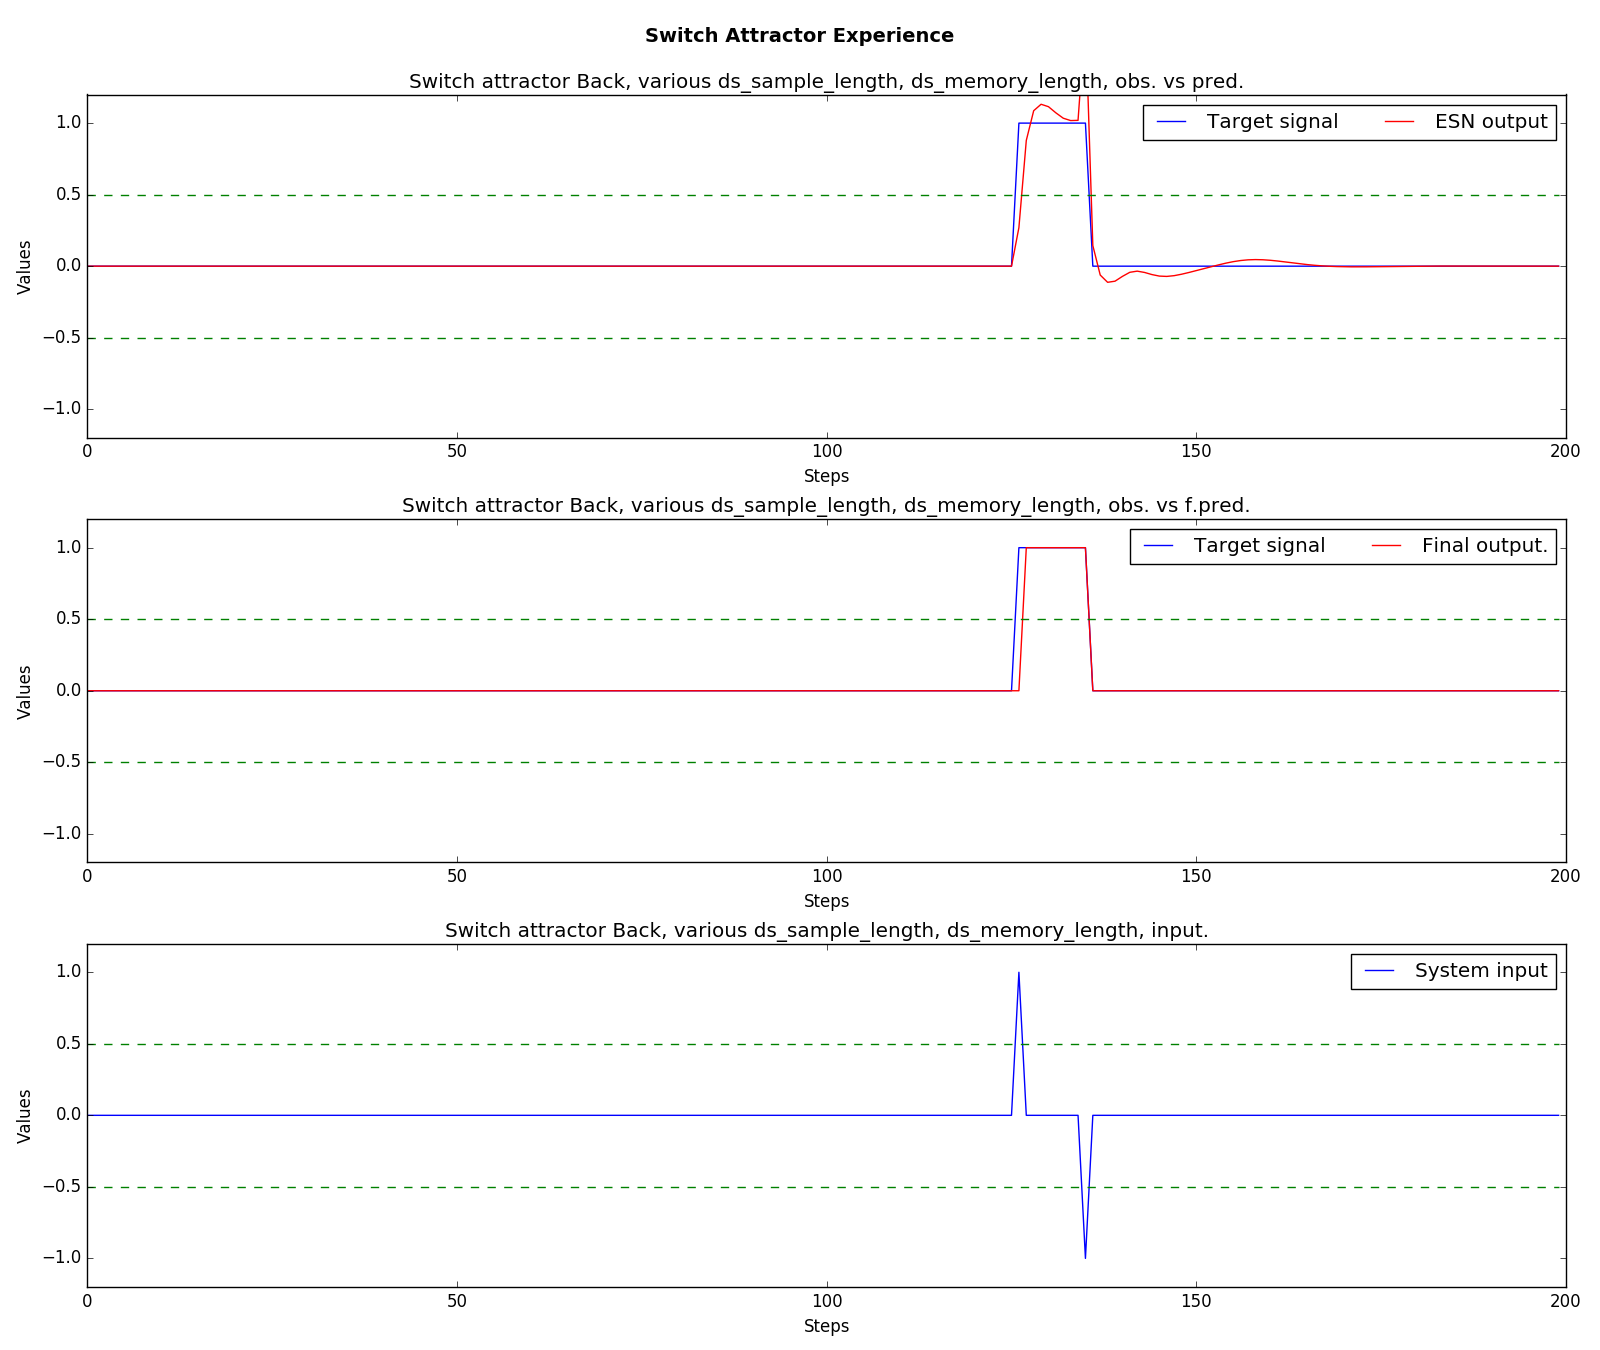 Switch Attractor Experience
Switch attractor Back, various ds_sample_length, ds_memory_length, obs. vs pred.
Target signal ESN output
1.0
0.5
0.0
−0.5
−1.0
Values
0 50 100 150 200
Steps
Switch attractor Back, various ds_sample_length, ds_memory_length, obs. vs f.pred.
Target signal Final output.
1.0
0.5
0.0
−0.5
−1.0
Values
0 50 100 150 200
Steps
Switch attractor Back, various ds_sample_length, ds_memory_length, input.
System input
1.0
0.5
0.0
−0.5
−1.0
Values
0 50 100 150 200
Steps